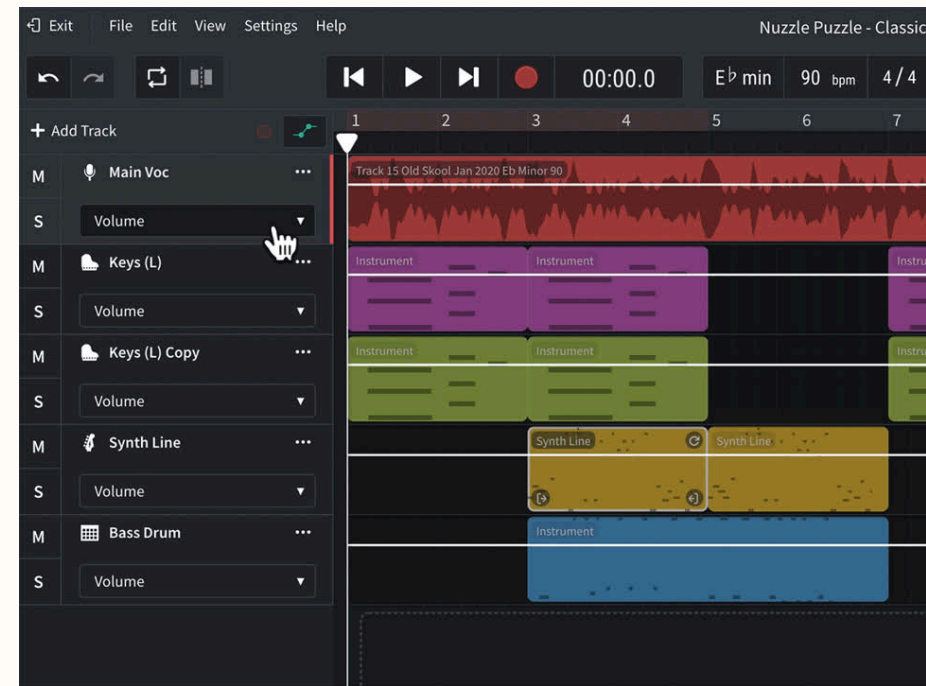 Exit File Edit View Settings Help Nuzzle Puzzle - Classic
00:00.0 E♭ min 90 bpm 4/4
+ Add Track 1 2 3 4 5 6 7
M Main Voc ... Track 15 Old Skool Jan 2020 Eb Minor 90
S Volume
M Keys (L) ... Instrument Instrument Instru
S Volume
M Keys (L) Copy ... Instrument Instrument Instru
S Volume
M Synth Line ... Synth Line Synth Line
S Volume
M Bass Drum ... Instrument
S Volume